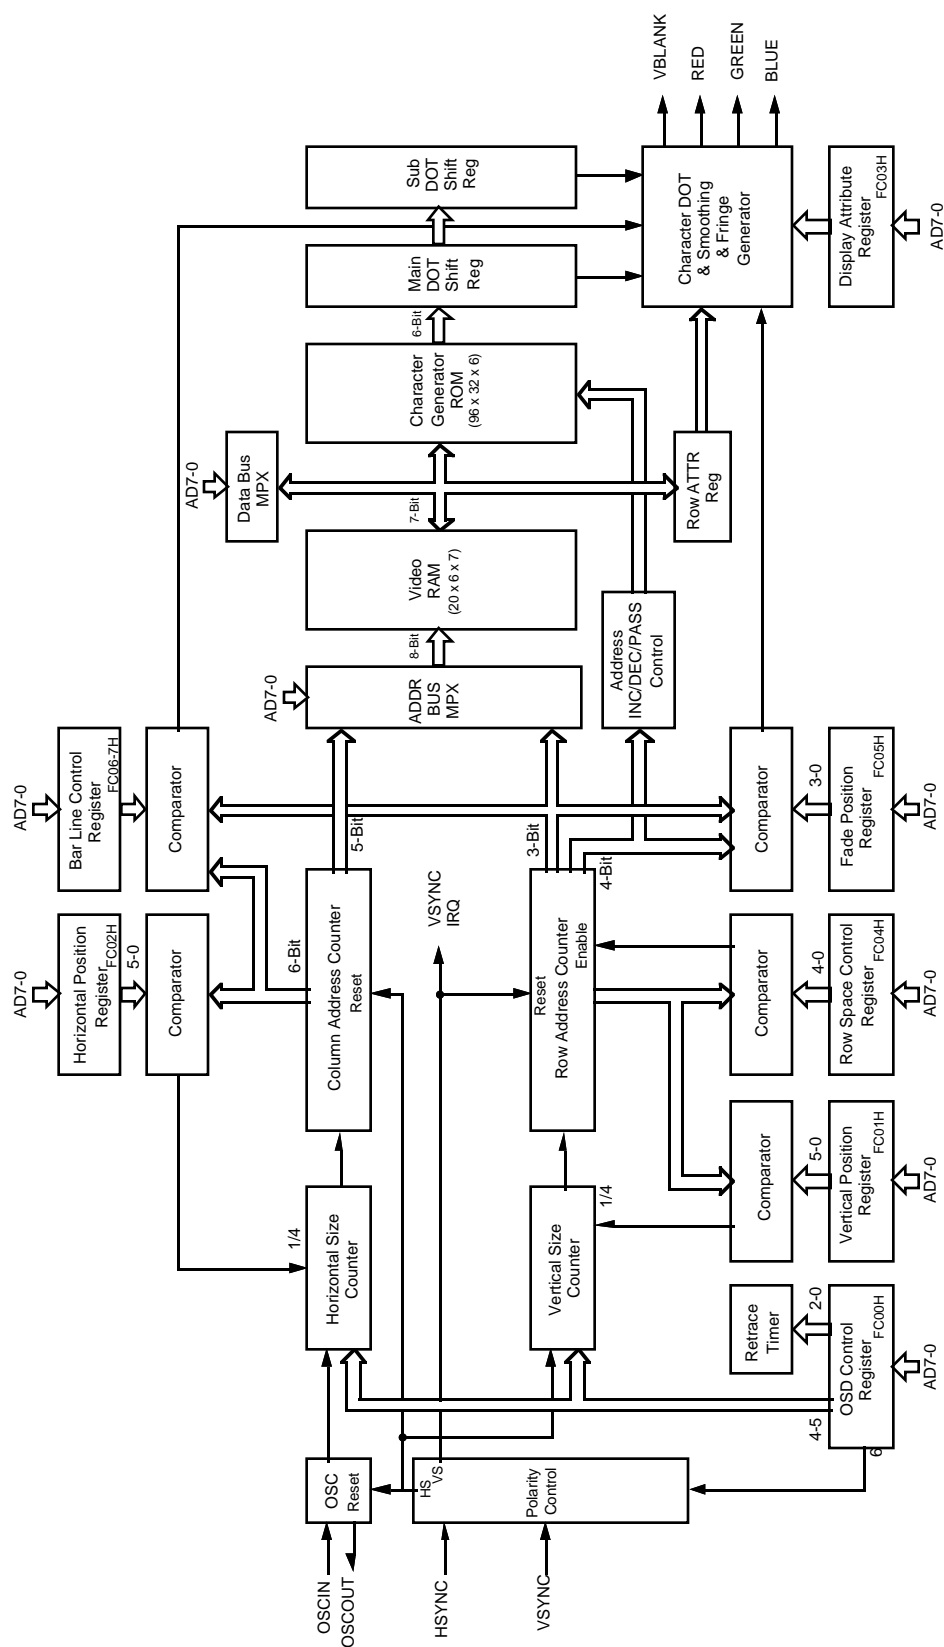 OSCIN
OSCOUT
HSYNC
VSYNC
OSC
Reset
HS
VS
Polarity
Control
AD7-0
Horizontal Position
Register
FC02H
5-0
Comparator
AD7-0
Bar Line Control
Register
FC06-7H
Comparator
1/4
Horizontal Size
Counter
6-Bit
Column Address Counter
Reset
5-Bit
VSYNC
IRQ
1/4
Vertical Size
Counter
Reset
Row Address Counter
Enable
3-Bit
4-Bit
AD7-0
ADDR
BUS
MPX
8-Bit
Video
RAM
(20 x 6 x 7)
7-Bit
AD7-0
Data Bus
MPX
Character
Generator
ROM
(96 x 32 x 6)
6-Bit
Main
DOT
Shift
Reg
Sub
DOT
Shift
Reg
Address
INC/DEC/PASS
Control
Row ATTR
Reg
Character DOT
& Smoothing
& Fringe
Generator
VBLANK
RED
GREEN
BLUE
4-5
6
OSD Control
Register
FC00H
AD7-0
Retrace
Timer
2-0
Comparator
5-0
Vertical Position
Register
FC01H
AD7-0
Comparator
4-0
Row Space Control
Register
FC04H
AD7-0
Comparator
3-0
Fade Position
Register
FC05H
AD7-0
Display Attribute
Register
FC03H
AD7-0